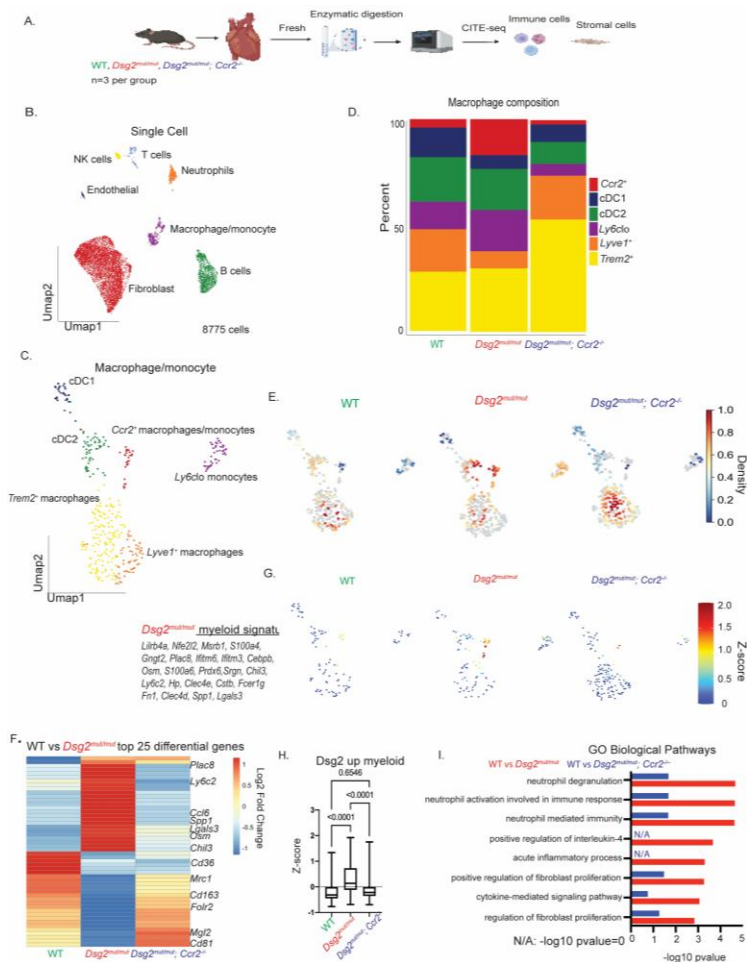 A.
Fresh
Enzymatic digestion
CITE-seq
Immune cells
Stromal cells
WT, Dsg2mut/mut, Dsg2mut/mut; Ccr2-/-
n=3 per group
B.
Single Cell
NK cells
T cells
Neutrophils
Endothelial
Macrophage/monocyte
B cells
Fibroblast
8775 cells
Umap2
Umap1
D.
Macrophage composition
Percent
100
50
0
Ccr2+
cDC1
cDC2
Ly6clo
Lyve1+
Trem2+
WT
Dsg2mut/mut
Dsg2mut/mut; Ccr2-/-
C.
Macrophage/monocyte
cDC1
cDC2
Ccr2+ macrophages/monocytes
Ly6clo monocytes
Trem2+ macrophages
Lyve1+ macrophages
Umap2
Umap1
E.
WT
Dsg2mut/mut
Dsg2mut/mut; Ccr2-/-
1.0
0.8
0.6
0.4
0.2
0.0
Density
G.
WT
Dsg2mut/mut
Dsg2mut/mut; Ccr2-/-
2.0
1.5
1.0
0.5
0
Z-score
Dsg2mut/mut myeloid signatu
Lilrb4a, Nfe2l2, Msrb1, S100a4,
Gngt2, Plac8, Ifitm6, Ifitm3, Cebpb,
Osm, S100a6, Prdx6,Srgn, Chil3,
Ly6c2, Hp, Clec4e, Cstb, Fcer1g
Fn1, Clec4d, Spp1, Lgals3
F.
WT vs Dsg2mut/mut top 25 differential genes
Plac8
Ly6c2
Ccl6
Spp1
Lgals3
Osm
Chil3
Cd36
Mrc1
Cd163
Folr2
Mgl2
Cd81
1
0
-1
Log2 Fold Change
WT
Dsg2mut/mut
Dsg2mut/mut; Ccr2-/-
H.
Dsg2 up myeloid
0.6546
<0.0001
<0.0001
Z-score
2
1
0
-1
WT
Dsg2mut/mut
Dsg2mut/mut; Ccr2
I.
GO Biological Pathways
WT vs Dsg2mut/mut WT vs Dsg2mut/mut; Ccr2-/-
neutrophil degranulation
neutrophil activation involved in immune response
neutrophil mediated immunity
positive regulation of interleukin-4
N/A
acute inflammatory process
N/A
positive regulation of fibroblast proliferation
cytokine-mediated signaling pathway
regulation of fibroblast proliferation
0 1 2 3 4 5
N/A: -log10 pvalue=0
-log10 pvalue